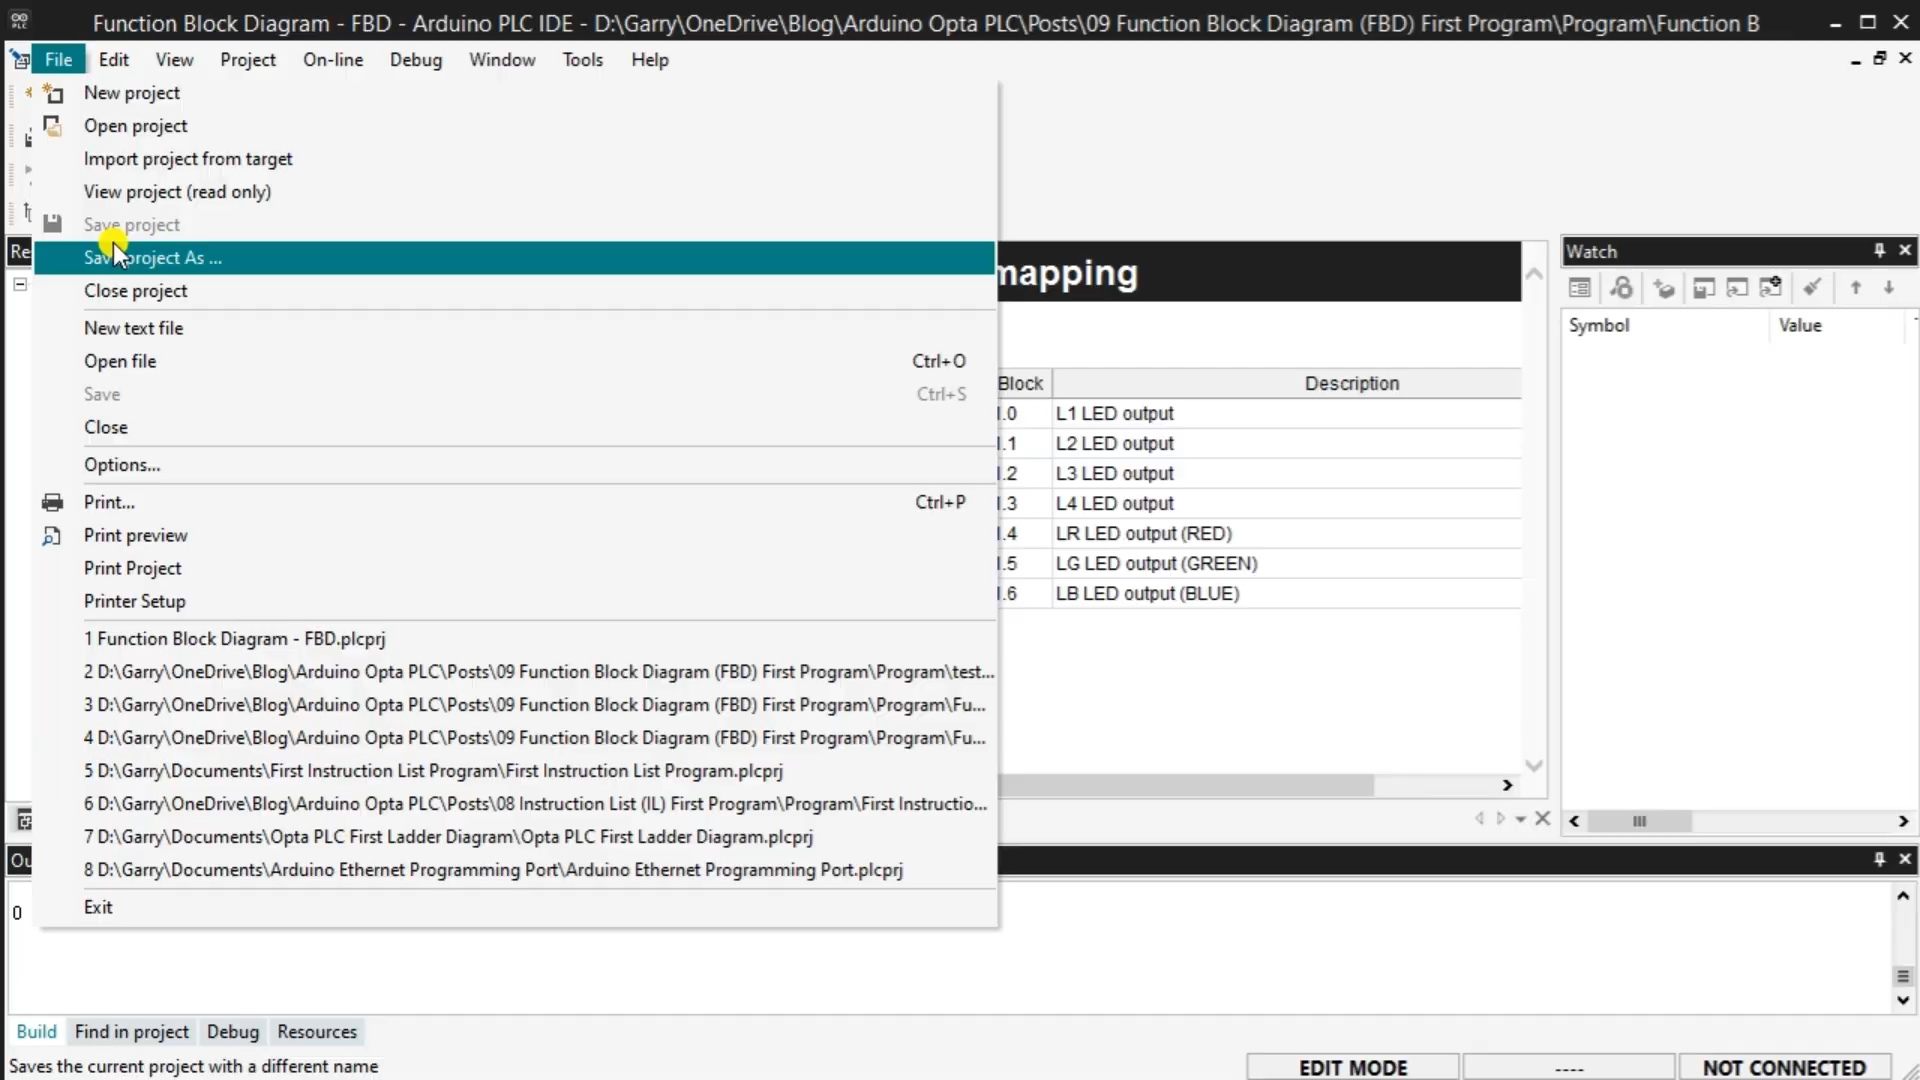 Function Block Diagram - FBD - Arduino PLC IDE - D:\Garry\OneDrive\Blog\Arduino Opta PLC\Posts\09 Function Block Diagram (FBD) First Program\Program\Function B
File Edit View Project On-line Debug Window Tools Help
New project
Open project
Import project from target
View project (read only)
Save project
Save project As ...
Close project
New text file
Open file Ctrl+O
Save Ctrl+S
Close
Options...
Print... Ctrl+P
Print preview
Print Project
Printer Setup
1 Function Block Diagram - FBD.plcprj
2 D:\Garry\OneDrive\Blog\Arduino Opta PLC\Posts\09 Function Block Diagram (FBD) First Program\Program\test...
3 D:\Garry\OneDrive\Blog\Arduino Opta PLC\Posts\09 Function Block Diagram (FBD) First Program\Program\Fu...
4 D:\Garry\OneDrive\Blog\Arduino Opta PLC\Posts\09 Function Block Diagram (FBD) First Program\Program\Fu...
5 D:\Garry\Documents\First Instruction List Program\First Instruction List Program.plcprj
6 D:\Garry\OneDrive\Blog\Arduino Opta PLC\Posts\08 Instruction List (IL) First Program\Program\First Instructio...
7 D:\Garry\Documents\Opta PLC First Ladder Diagram\Opta PLC First Ladder Diagram.plcprj
8 D:\Garry\Documents\Arduino Ethernet Programming Port\Arduino Ethernet Programming Port.plcprj
Exit
Re
mapping
Block Description
.0 L1 LED output
.1 L2 LED output
.2 L3 LED output
.3 L4 LED output
.4 LR LED output (RED)
.5 LG LED output (GREEN)
.6 LB LED output (BLUE)
Watch
Symbol Value
Ou
0
Build Find in project Debug Resources
Saves the current project with a different name
EDIT MODE ---- NOT CONNECTED